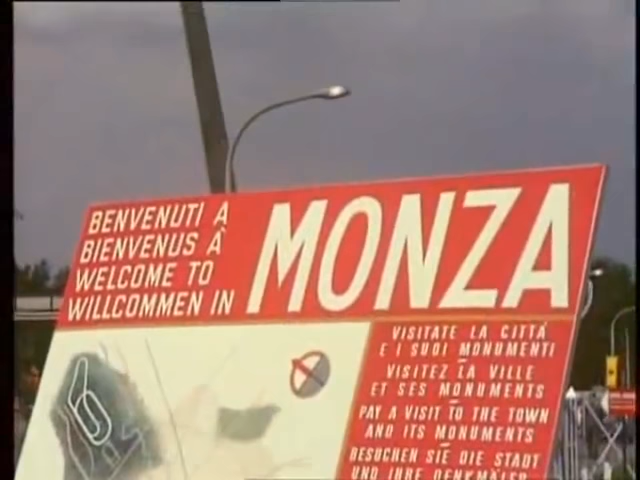 BENVENUTI A
BIENVENUS A'
WELCOME TO
WILLCOMMEN IN
MONZA
VISITATE LA CITTÀ
E I SUOI MONUMENTI
VISITEZ LA VILLE
ET SES MONUMENTS
PAY A VISIT TO THE TOWN
AND ITS MONUMENTS
BESUCHEN SIE DIE STADT
UND IHRE DENKMÄLER